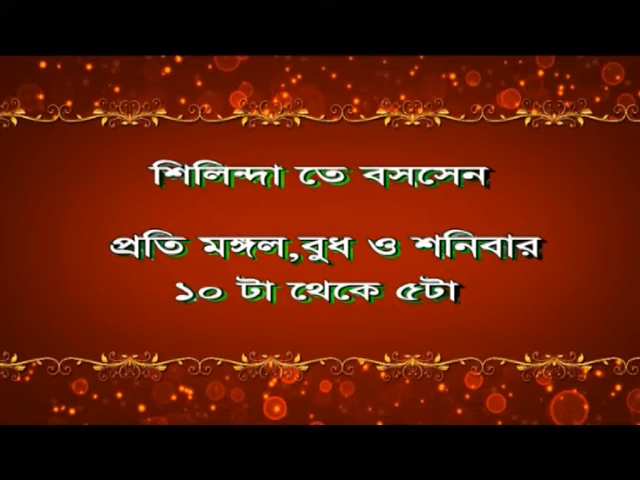 শিলিন্দা তে বসসেন
প্রতি মঙ্গল,বুধ ও শনিবার
১০ টা থেকে ৫টা